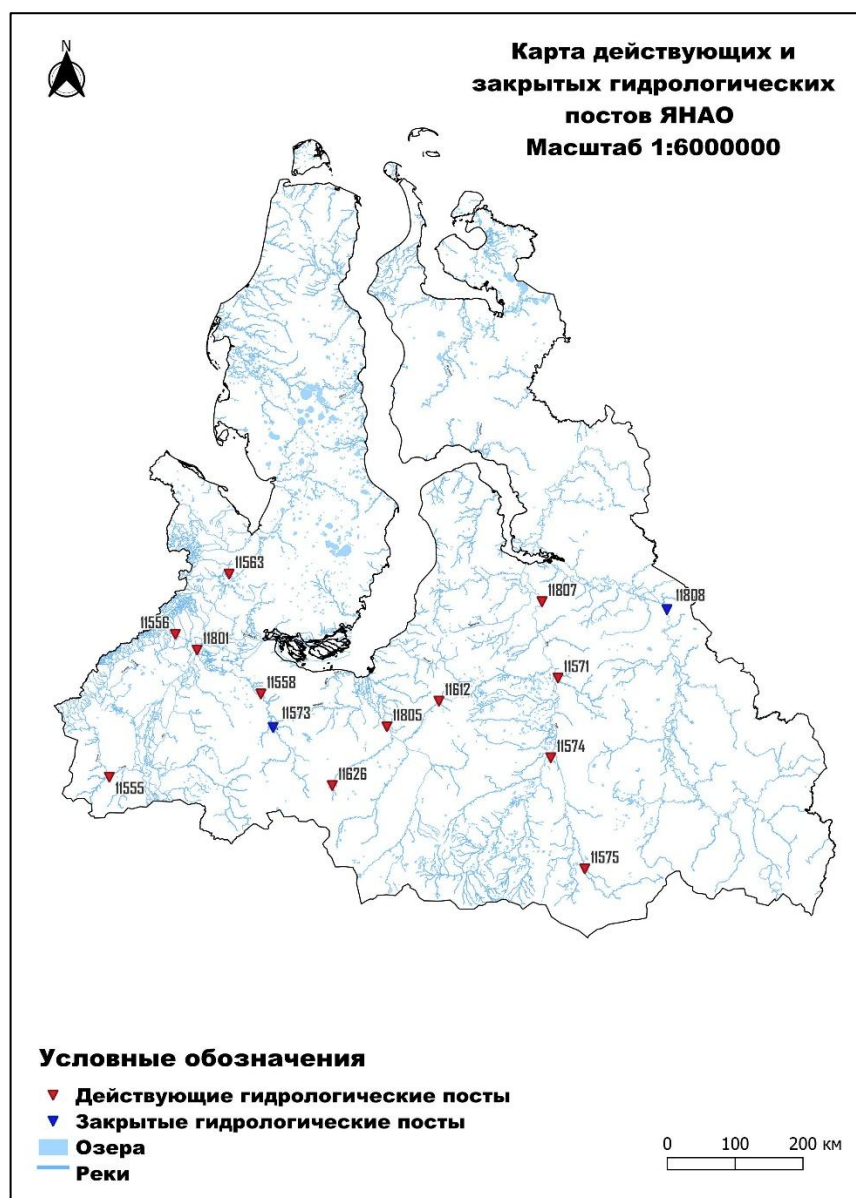 N
Карта действующих и
закрытых гидрологических
постов ЯНАО
Масштаб 1:6000000
11563
11807
11808
11556
11801
11571
11558
11612
11573
11805
11574
11626
11555
11575
Условные обозначения
Действующие гидрологические посты
Закрытые гидрологические посты
Озера
Реки
0 100 200 км